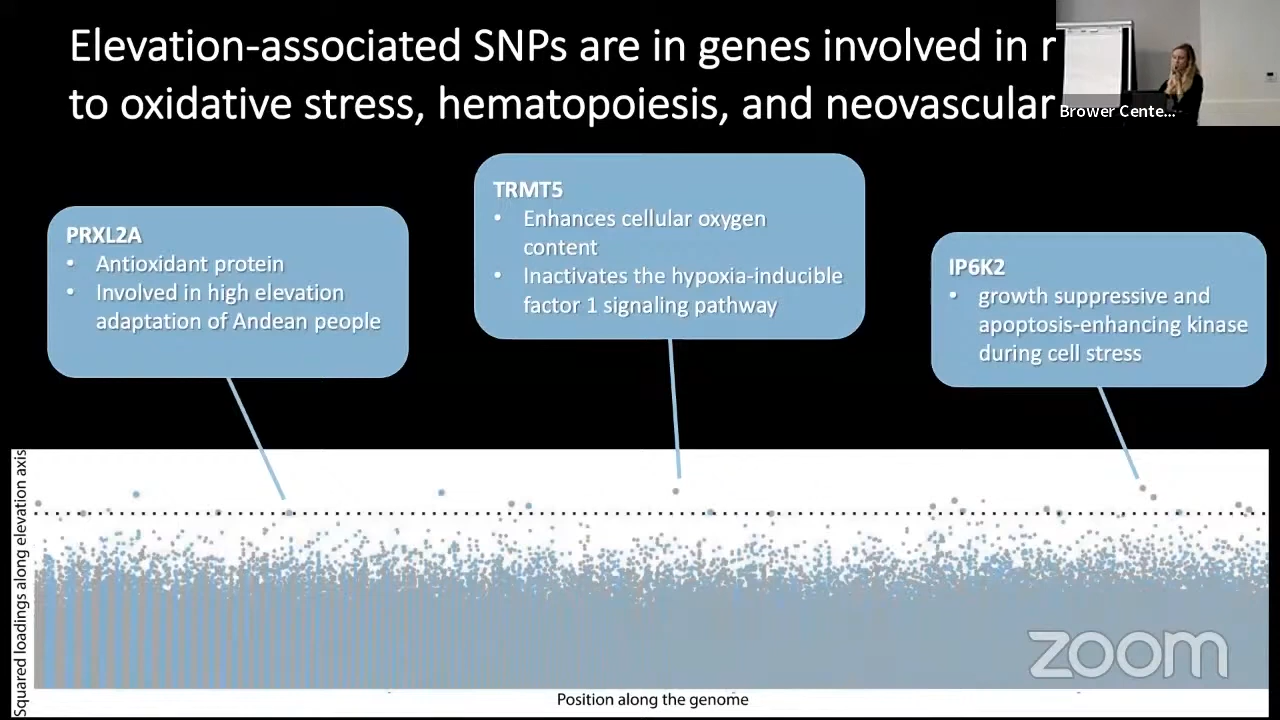 Elevation-associated SNPs are in genes involved in r
to oxidative stress, hematopoiesis, and neovascular
Brower Cente...
PRXL2A
• Antioxidant protein
• Involved in high elevation
adaptation of Andean people
TRMT5
• Enhances cellular oxygen
content
• Inactivates the hypoxia-inducible
factor 1 signaling pathway
IP6K2
• growth suppressive and
apoptosis-enhancing kinase
during cell stress
Squared loadings along elevation axis
Position along the genome
zoom